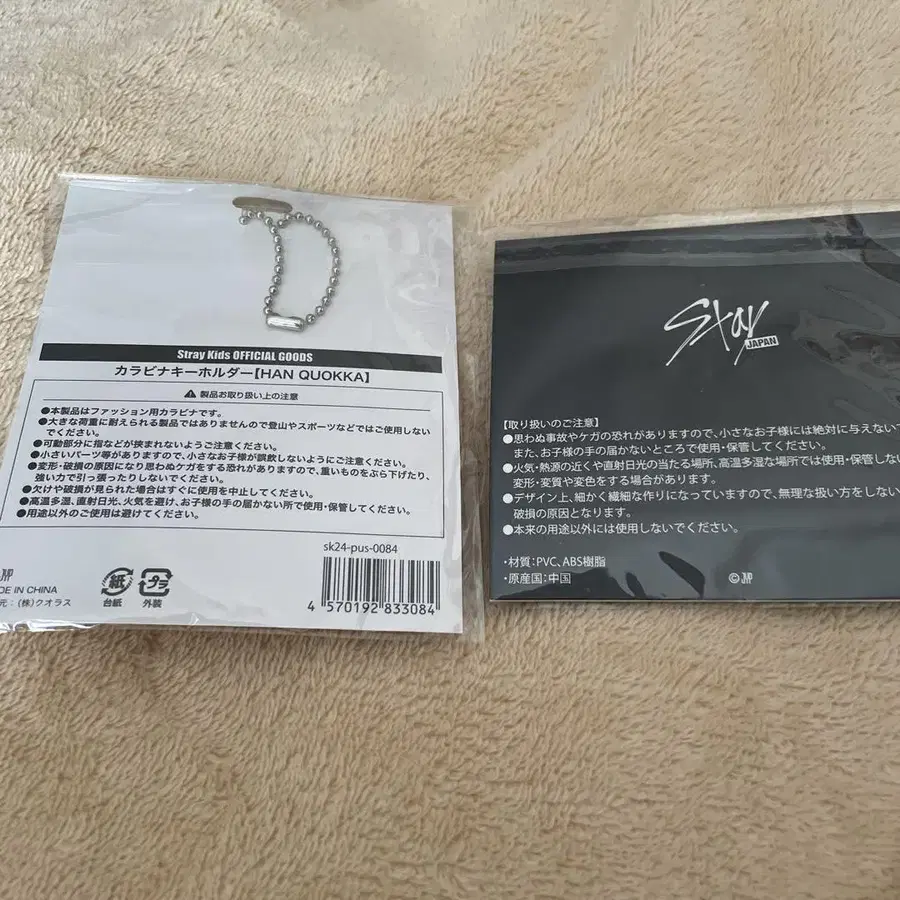 Stray Kids OFFICIAL GOODS
カラビナキーホルダー【HAN QUOKKA】
⚠ 製品お取り扱い上の注意
●本製品はファッション用カラビナです。
●大きな荷重に耐えられる製品ではありませんので登山やスポーツなどではご使用しない
でください。
●可動部分に指などが挟まれないようご注意ください。
●小さいパーツ等がありますので、小さなお子様が誤飲しないようにご注意ください。
●変形・破損の原因になり思わぬケガをする恐れがありますので、重いものをぶら下げたり、
強い力で引っ張ったりしないでください。
●欠けや破損が見られた場合はすぐに使用を中止してください。
●高温多湿、直射日光、火気を避け、お子様の手の届かない所で使用・保管してください。
●用途以外のご使用は避けてください。
sk24-pus-0084
JYP
DE IN CHINA
元:(株)クオラス
紙
台紙
プラ
外装
4 570192 833084
Stay
JAPAN
【取り扱いのご注意】
●思わぬ事故やケガの恐れがありますので、小さなお子様には絶対に与えないで
また、お子様の手の届かないところで使用・保管してください。
●火気・熱源の近くや直射日光の当たる場所、高温多湿な場所では使用・保管しない
変形・変質や変色をする場合があります。
●デザイン上、細かく繊細な作りになっていますので、無理な扱い方をしない
破損の原因となります。
●本来の用途以外には使用しないでください。
・材質:PVC、ABS樹脂
・原産国:中国
© JYP